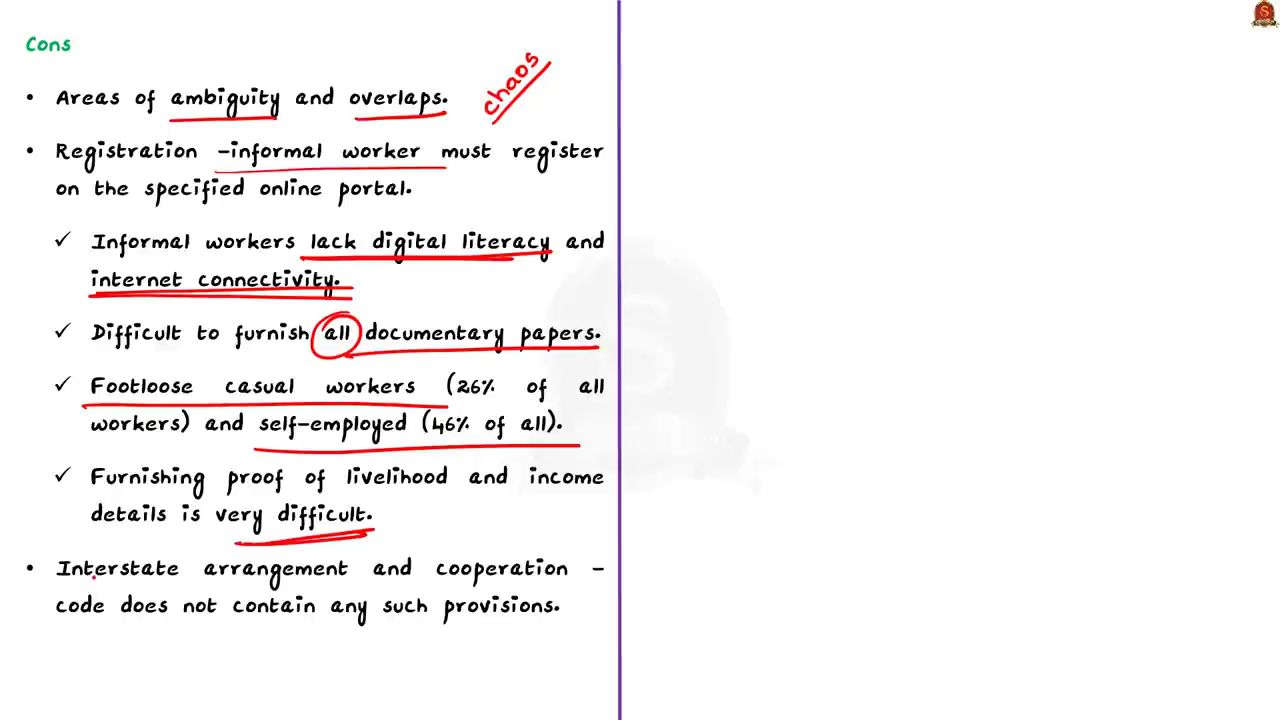 Cons
• Areas of ambiguity and overlaps.
chaos
• Registration -informal worker must register
on the specified online portal.
✓ Informal workers lack digital literacy and
internet connectivity.
✓ Difficult to furnish all documentary papers.
✓ Footloose casual workers (26% of all
workers) and self-employed (46% of all).
✓ Furnishing proof of livelihood and income
details is very difficult.
• Interstate arrangement and cooperation -
code does not contain any such provisions.